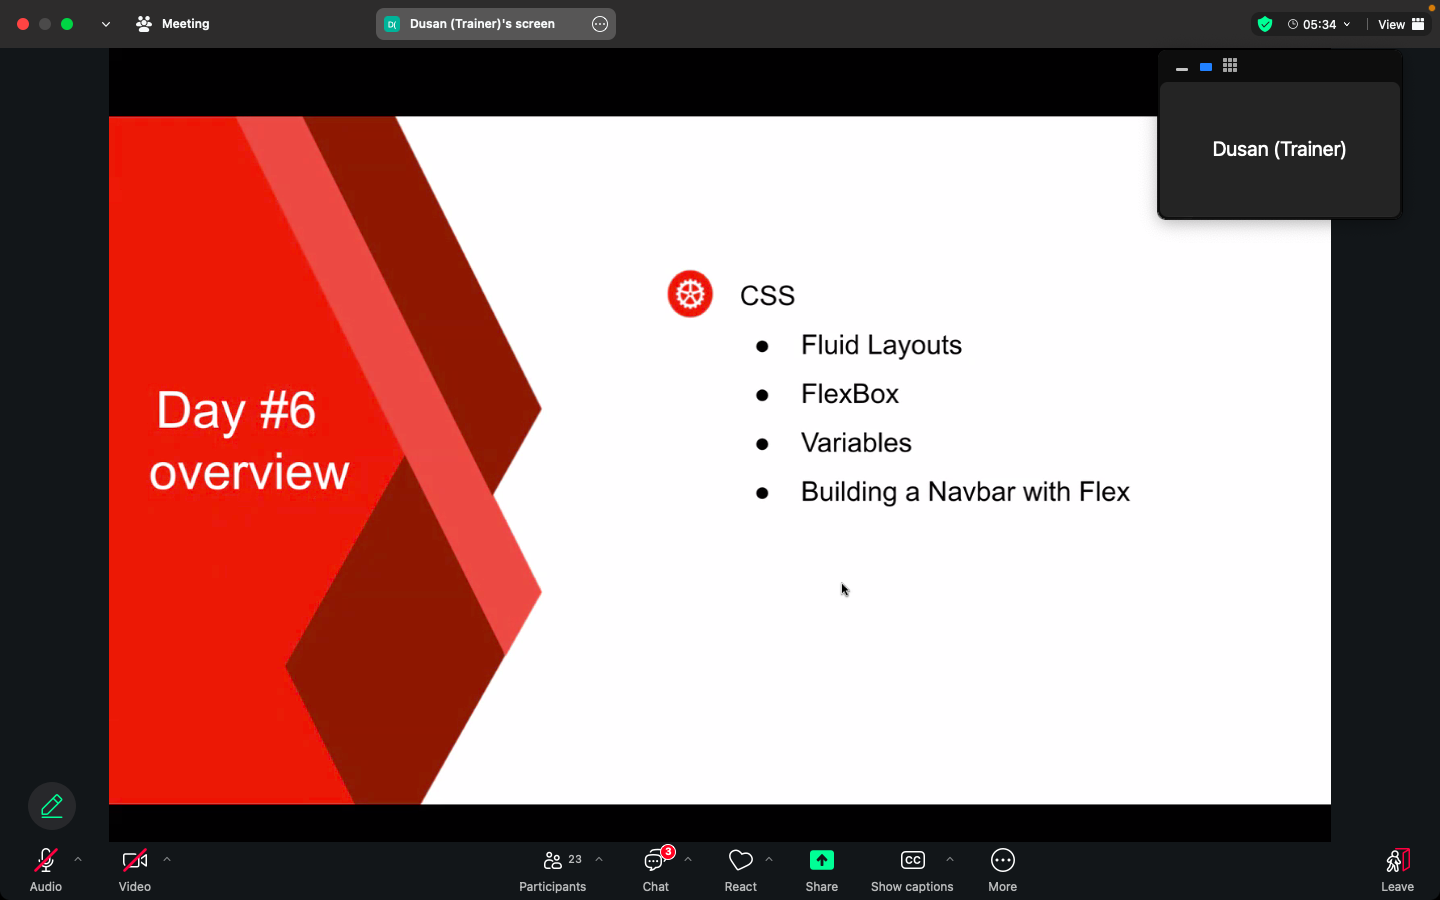 Meeting
D( Dusan (Trainer)'s screen
05:34
View
Dusan (Trainer)
Day #6
overview
CSS
● Fluid Layouts
● FlexBox
● Variables
● Building a Navbar with Flex
Audio
Video
23
Participants
3
Chat
React
Share
CC
Show captions
More
Leave